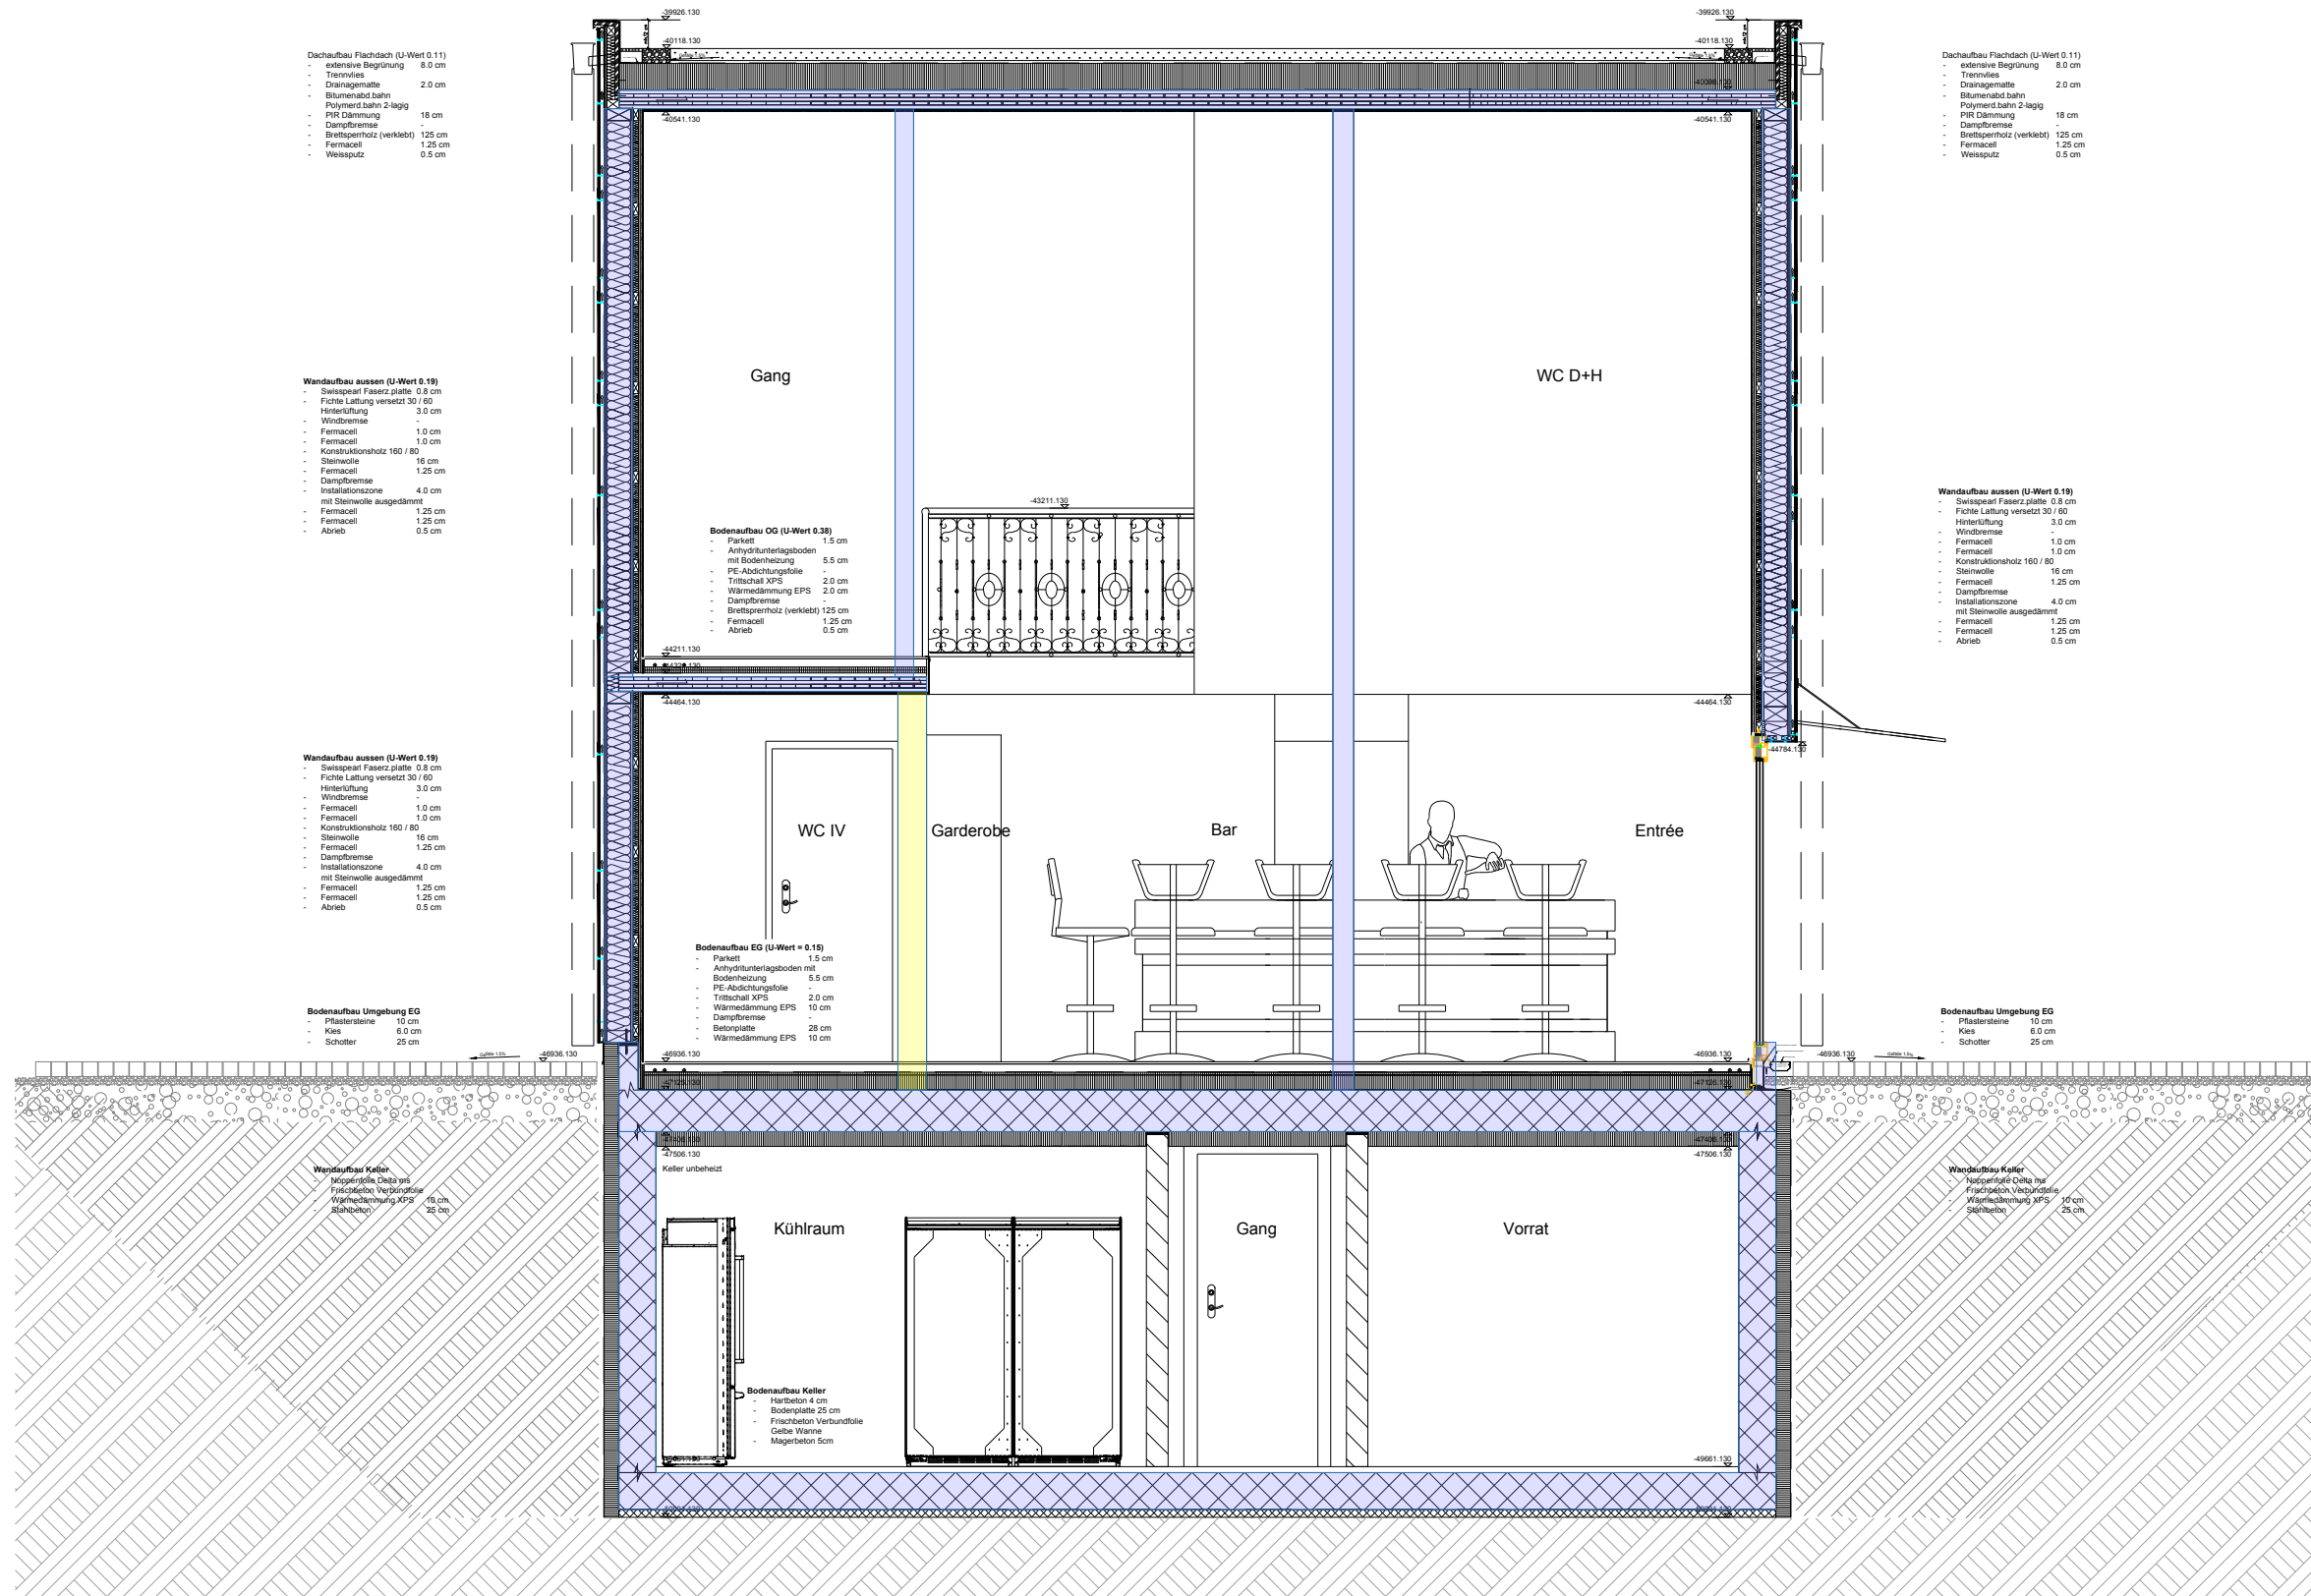 -39926.130
-39926.130
-40118.130
-40118.130
Dachaufbau Flachdach (U-Wert 0.11)
- extensive Begrünung 8.0 cm
- Trennvlies
- Drainagematte 2.0 cm
- Bitumenabd.bahn
Polymerd.bahn 2-lagig
- PIR Dämmung 18 cm
- Dampfbremse -
- Brettsperrholz (verklebt) 125 cm
- Fermacell 1.25 cm
- Weissputz 0.5 cm
Dachaufbau Flachdach (U-Wert 0.11)
- extensive Begrünung 8.0 cm
- Trennvlies
- Drainagematte 2.0 cm
- Bitumenabd.bahn
Polymerd.bahn 2-lagig
- PIR Dämmung 18 cm
- Dampfbremse -
- Brettsperrholz (verklebt) 125 cm
- Fermacell 1.25 cm
- Weissputz 0.5 cm
-40541.130
-40541.130
Gang
WC D+H
Wandaufbau aussen (U-Wert 0.19)
- Swisspearl Faserz.platte 0.8 cm
- Fichte Lattung versetzt 30 / 60
Hinterlüftung 3.0 cm
- Windbremse -
- Fermacell 1.0 cm
- Fermacell 1.0 cm
- Konstruktionsholz 160 / 80
- Steinwolle 16 cm
- Fermacell 1.25 cm
- Dampfbremse
- Installationszone 4.0 cm
mit Steinwolle ausgedämmt
- Fermacell 1.25 cm
- Fermacell 1.25 cm
- Abrieb 0.5 cm
-43211.130
Bodenaufbau OG (U-Wert 0.38)
- Parkett 1.5 cm
- Anhydritunterlagsboden
mit Bodenheizung 5.5 cm
- PE-Abdichtungsfolie -
- Trittschall XPS 2.0 cm
- Wärmedämmung EPS 2.0 cm
- Dampfbremse -
- Brettsprerrholz (verklebt) 125 cm
- Fermacell 1.25 cm
- Abrieb 0.5 cm
Wandaufbau aussen (U-Wert 0.19)
- Swisspearl Faserz.platte 0.8 cm
- Fichte Lattung versetzt 30 / 60
Hinterlüftung 3.0 cm
- Windbremse -
- Fermacell 1.0 cm
- Fermacell 1.0 cm
- Konstruktionsholz 160 / 80
- Steinwolle 16 cm
- Fermacell 1.25 cm
- Dampfbremse
- Installationszone 4.0 cm
mit Steinwolle ausgedämmt
- Fermacell 1.25 cm
- Fermacell 1.25 cm
- Abrieb 0.5 cm
-44211.130
-44464.130
-44464.130
-44784.130
Wandaufbau aussen (U-Wert 0.19)
- Swisspearl Faserz.platte 0.8 cm
- Fichte Lattung versetzt 30 / 60
Hinterlüftung 3.0 cm
- Windbremse -
- Fermacell 1.0 cm
- Fermacell 1.0 cm
- Konstruktionsholz 160 / 80
- Steinwolle 16 cm
- Fermacell 1.25 cm
- Dampfbremse
- Installationszone 4.0 cm
mit Steinwolle ausgedämmt
- Fermacell 1.25 cm
- Fermacell 1.25 cm
- Abrieb 0.5 cm
WC IV
Garderobe
Bar
Entrée
Bodenaufbau EG (U-Wert = 0.15)
- Parkett 1.5 cm
- Anhydritunterlagsboden mit
Bodenheizung 5.5 cm
- PE-Abdichtungsfolie -
- Trittschall XPS 2.0 cm
- Wärmedämmung EPS 10 cm
- Dampfbremse -
- Betonplatte 28 cm
- Wärmedämmung EPS 10 cm
Bodenaufbau Umgebung EG
- Pflastersteine 10 cm
- Kies 6.0 cm
- Schotter 25 cm
Bodenaufbau Umgebung EG
- Pflastersteine 10 cm
- Kies 6.0 cm
- Schotter 25 cm
Gefälle 1.5%
-46936.130
-46936.130
-46936.130
-46936.130
Gefälle 1.5%
-47126.130
-47126.130
-47406.130
-47406.130
-47506.130
-47506.130
Keller unbeheizt
Wandaufbau Keller
- Noppenfolie Delta ms
- Frischbeton Verbundfolie
- Wärmedämmung XPS 10 cm
- Stahlbeton 25 cm
Wandaufbau Keller
- Noppenfolie Delta ms
- Frischbeton Verbundfolie
- Wärmedämmung XPS 10 cm
- Stahlbeton 25 cm
Kühlraum
Gang
Vorrat
Bodenaufbau Keller
- Hartbeton 4 cm
- Bodenplatte 25 cm
- Frischbeton Verbundfolie
Gelbe Wanne
- Magerbeton 5cm
-49661.130